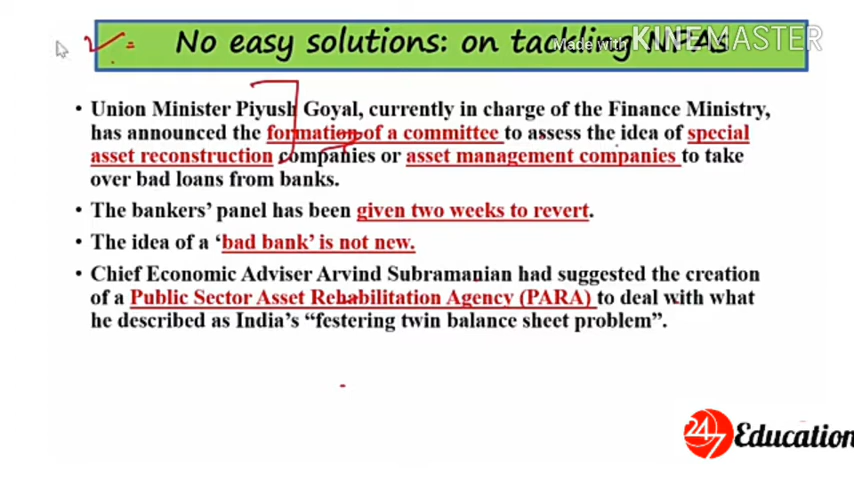 No easy solutions: on tackling NPAs
Made with KINEMASTER
• Union Minister Piyush Goyal, currently in charge of the Finance Ministry,
has announced the formation of a committee to assess the idea of special
asset reconstruction companies or asset management companies to take
over bad loans from banks.
• The bankers' panel has been given two weeks to revert.
• The idea of a ‘bad bank’ is not new.
• Chief Economic Adviser Arvind Subramanian had suggested the creation
of a Public Sector Asset Rehabilitation Agency (PARA) to deal with what
he described as India's “festering twin balance sheet problem”.
24/7 Education